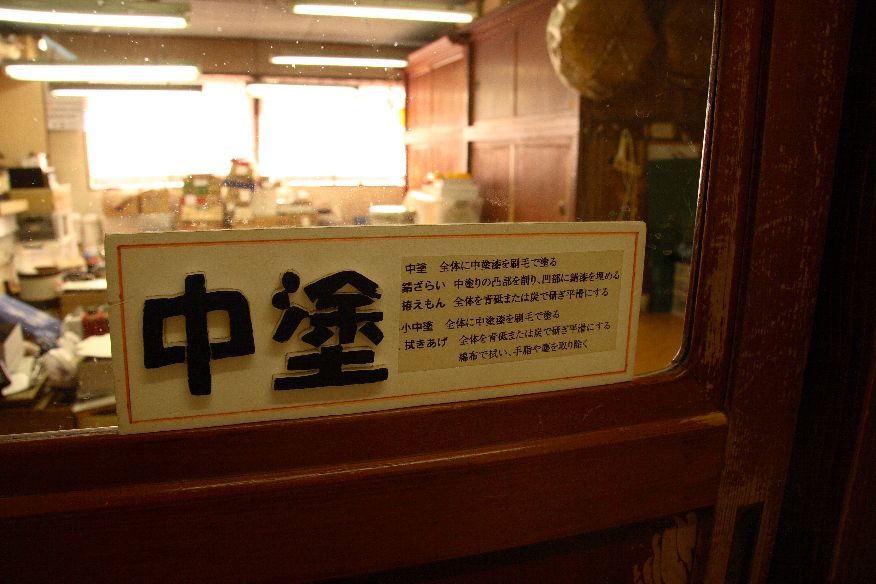 中塗
中塗 全体に中塗漆を刷毛で塗る
錆ざらい 中塗りの凸部を削り、凹部に錆漆を埋める
拵えもん 全体を青砥または炭で研ぎ平滑にする
小中塗 全体に中塗漆を刷毛で塗る
拭きあげ 全体を青砥または炭で研ぎ平滑にする
綿布で拭い、手脂や塵を取り除く